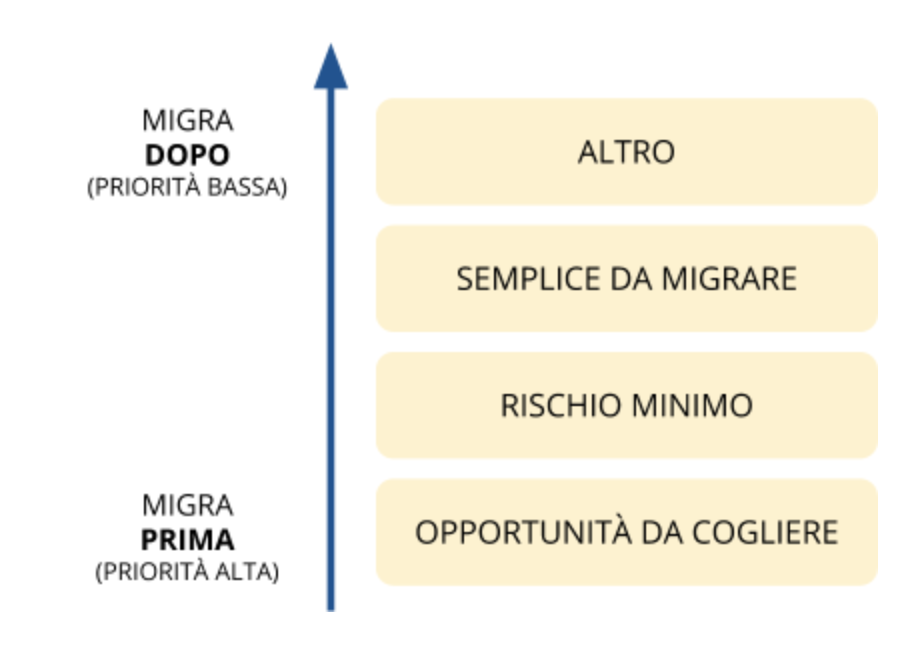 MIGRA
DOPO
(PRIORITÀ BASSA)
ALTRO
SEMPLICE DA MIGRARE
RISCHIO MINIMO
MIGRA
PRIMA
(PRIORITÀ ALTA)
OPPORTUNITÀ DA COGLIERE